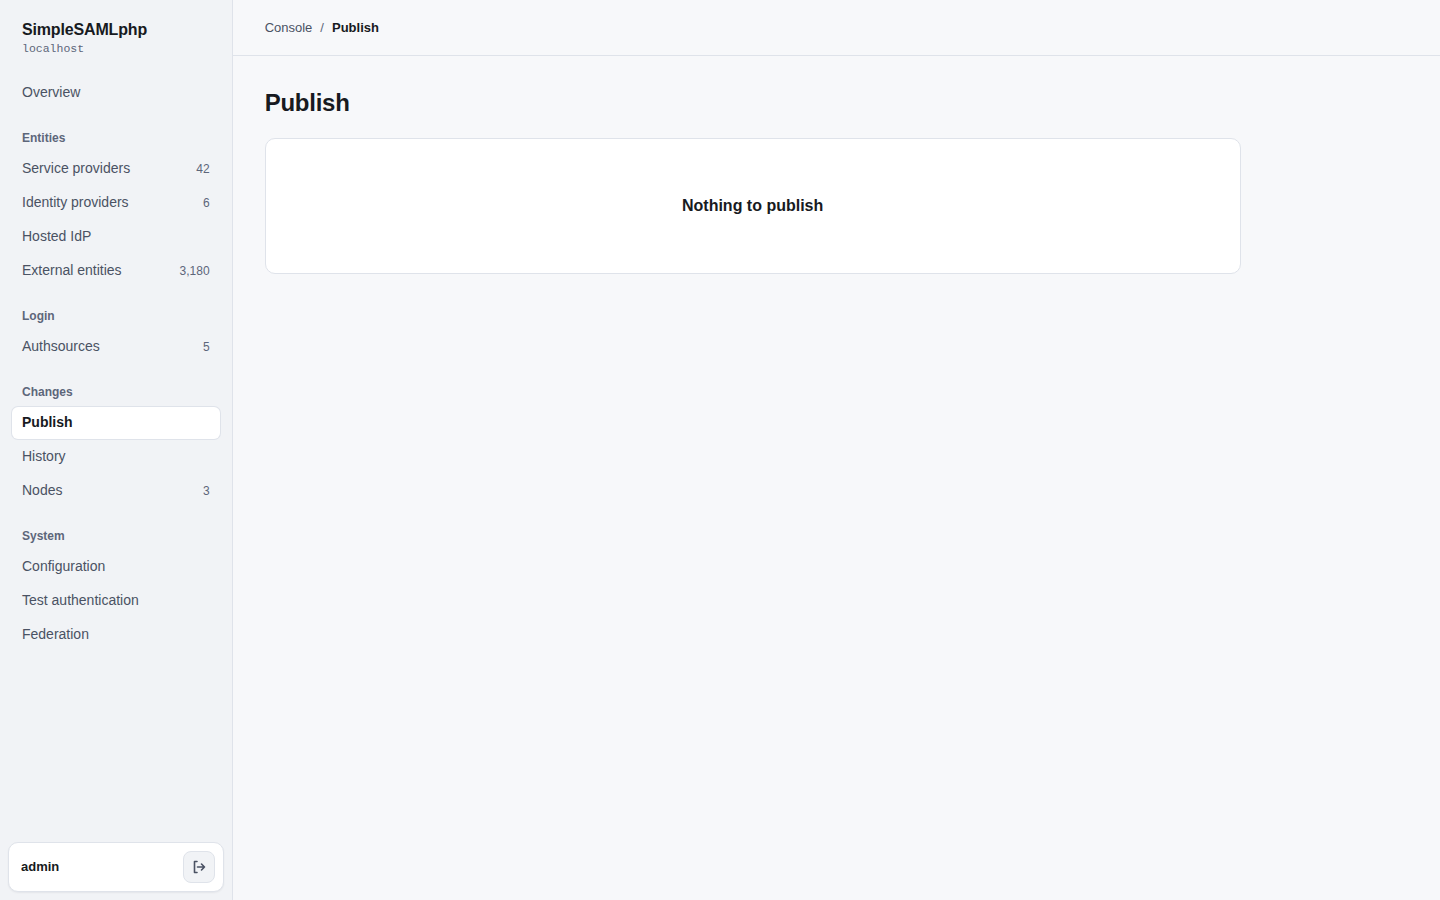 SimpleSAMLphp
localhost
Overview
Entities
Service providers 42
Identity providers 6
Hosted IdP
External entities 3,180
Login
Authsources 5
Changes
Publish
History
Nodes 3
System
Configuration
Test authentication
Federation
admin
Console / Publish
Publish
Nothing to publish